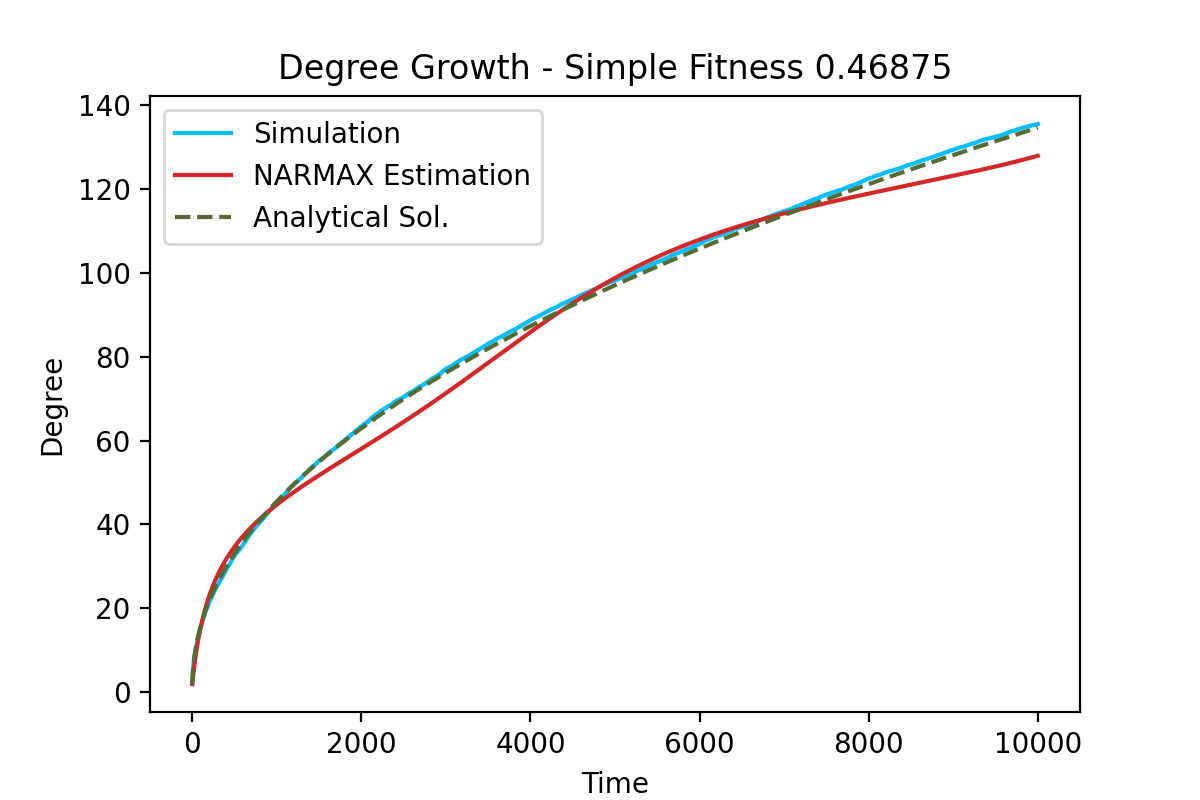 Degree Growth - Simple Fitness 0.46875
Simulation
NARMAX Estimation
Analytical Sol.
Degree
140
120
100
80
60
40
20
0
0 2000 4000 6000 8000 10000
Time